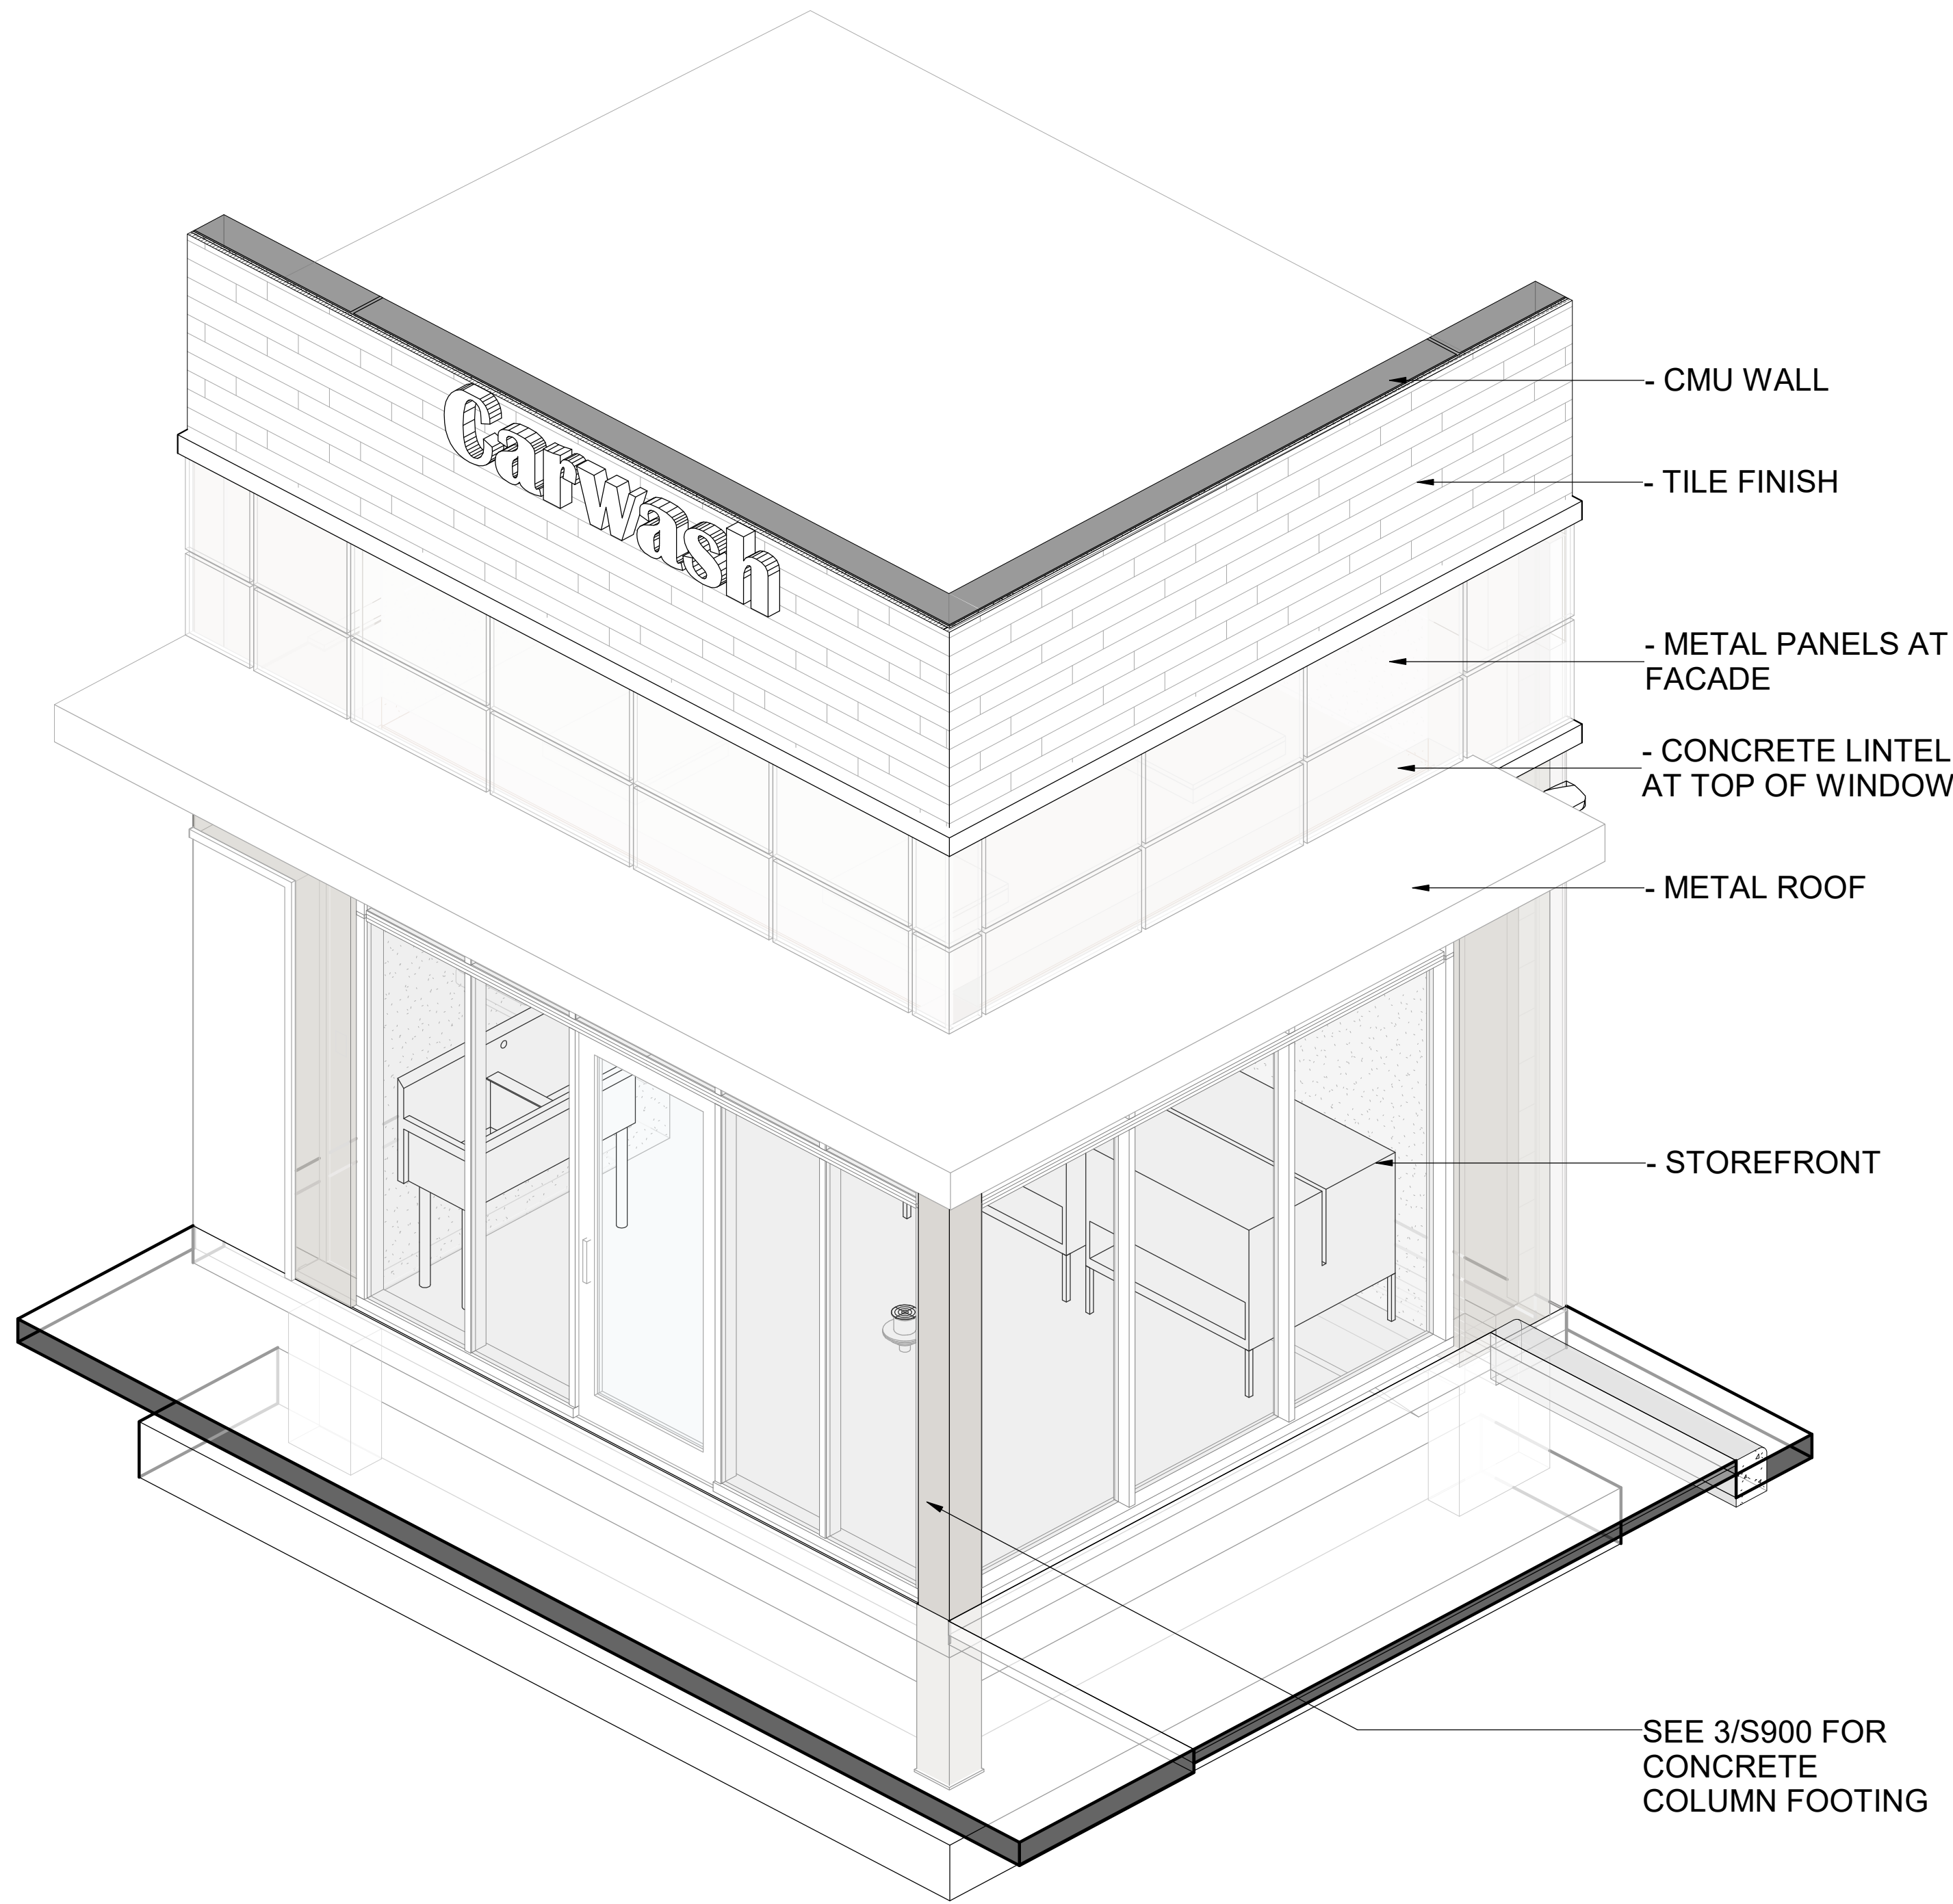 Carwash
- CMU WALL
- TILE FINISH
- METAL PANELS AT
FACADE
- CONCRETE LINTEL
AT TOP OF WINDOW
- METAL ROOF
- STOREFRONT
SEE 3/S900 FOR
CONCRETE
COLUMN FOOTING